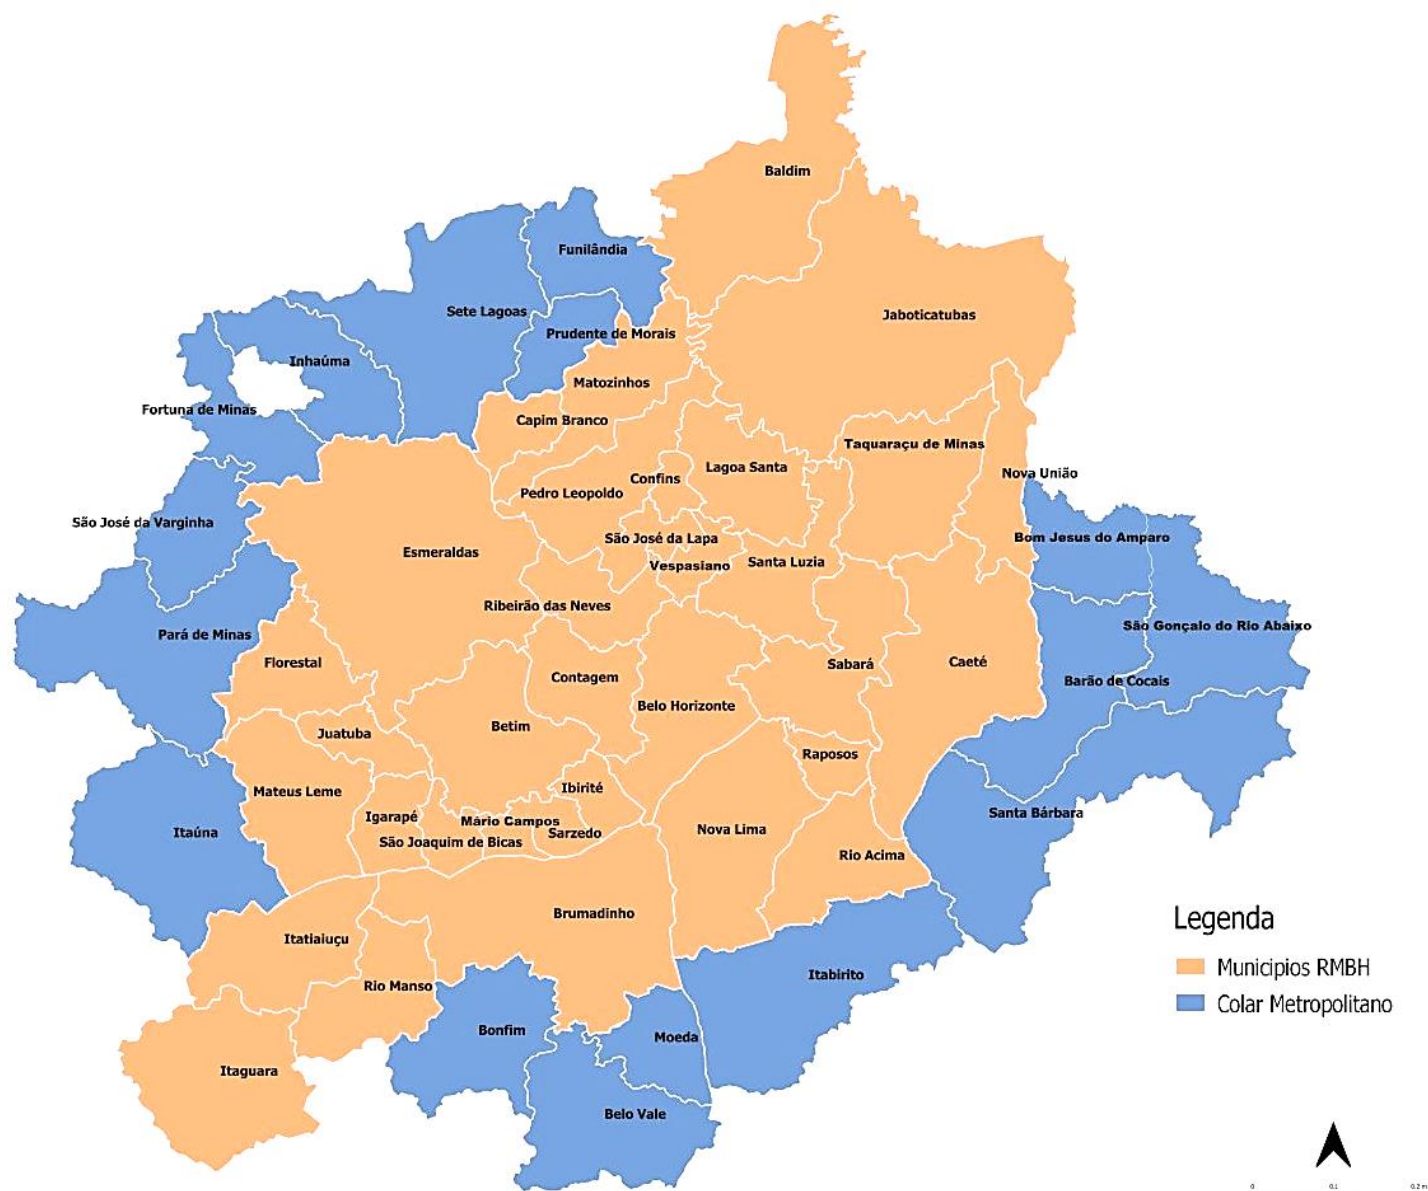 Baldim
Funilândia
Sete Lagoas
Jaboticatubas
Prudente de Morais
Inhaúma
Matozinhos
Fortuna de Minas
Capim Branco
Taquaraçu de Minas
Lagoa Santa
Nova União
Confins
Pedro Leopoldo
São José da Varginha
Bom Jesus do Amparo
São José da Lapa
Esmeraldas
Santa Luzia
Vespasiano
Ribeirão das Neves
São Gonçalo do Rio Abaixo
Pará de Minas
Florestal
Sabará
Caeté
Contagem
Barão de Cocais
Belo Horizonte
Betim
Juatuba
Raposos
Ibirité
Mateus Leme
Santa Bárbara
Igarapé
Mário Campos
Nova Lima
Itaúna
Sarzedo
São Joaquim de Bicas
Rio Acima
Brumadinho
Legenda
Itatiaiuçu
Municipios RMBH
Itabirito
Rio Manso
Colar Metropolitano
Bonfim
Moeda
Itaguara
Belo Vale
0 0.1 0.2